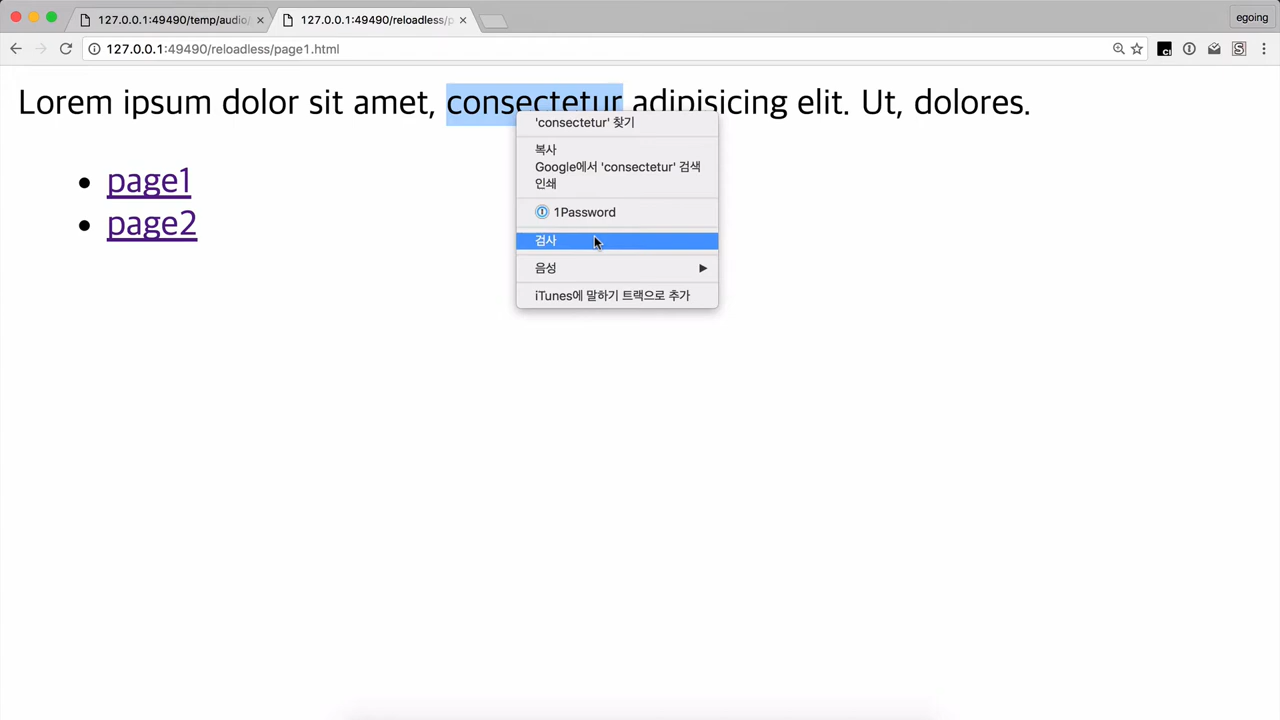 127.0.0.1:49490/temp/audio/
127.0.0.1:49490/reloadless/p
egoing
127.0.0.1:49490/reloadless/page1.html
Lorem ipsum dolor sit amet, consectetur adipisicing elit. Ut, dolores.
page1
page2
'consectetur' 찾기
복사
Google에서 'consectetur' 검색
인쇄
1Password
검사
음성
iTunes에 말하기 트랙으로 추가